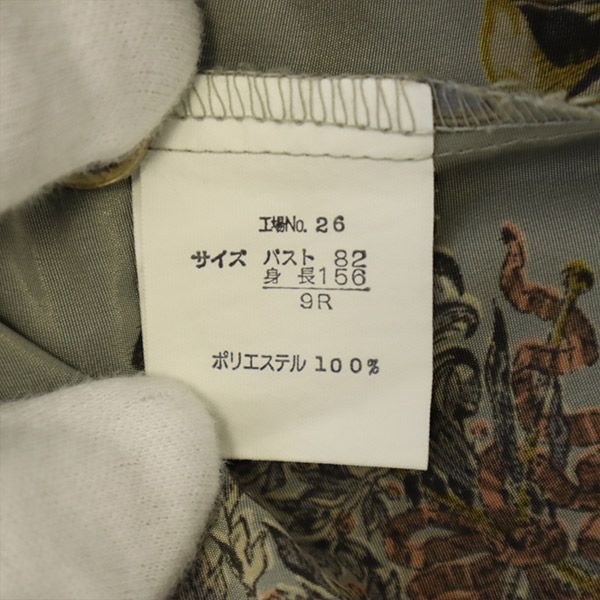 工場No. 26
サイズ バスト 82
身長156
9R
ポリエステル 100%